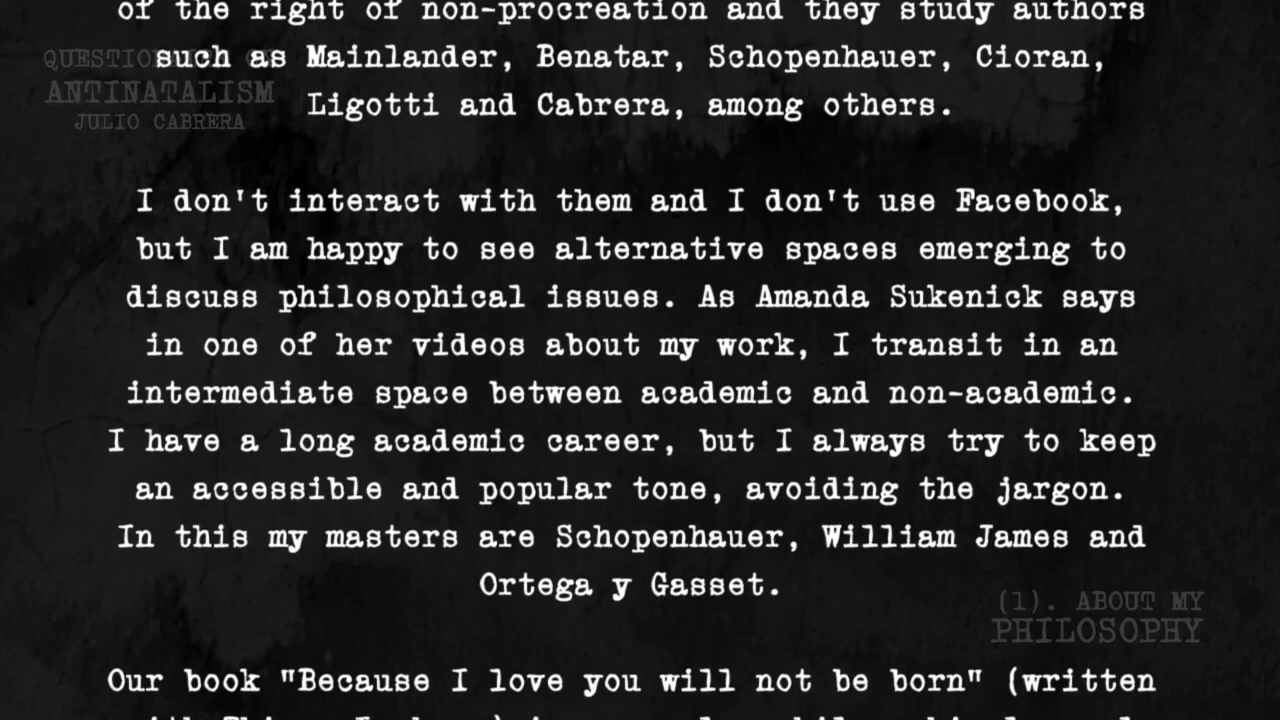 of the right of non-procreation and they study authors
such as Mainlander, Benatar, Schopenhauer, Cioran,
Ligotti and Cabrera, among others.
ANTINATALISM
JULIO CABRERA
I don't interact with them and I don't use Facebook,
but I am happy to see alternative spaces emerging to
discuss philosophical issues. As Amanda Sukenick says
in one of her videos about my work, I transit in an
intermediate space between academic and non-academic.
I have a long academic career, but I always try to keep
an accessible and popular tone, avoiding the jargon.
In this my masters are Schopenhauer, William James and
Ortega y Gasset.
(1). ABOUT MY
PHILOSOPHY
Our book "Because I love you will not be born" (written